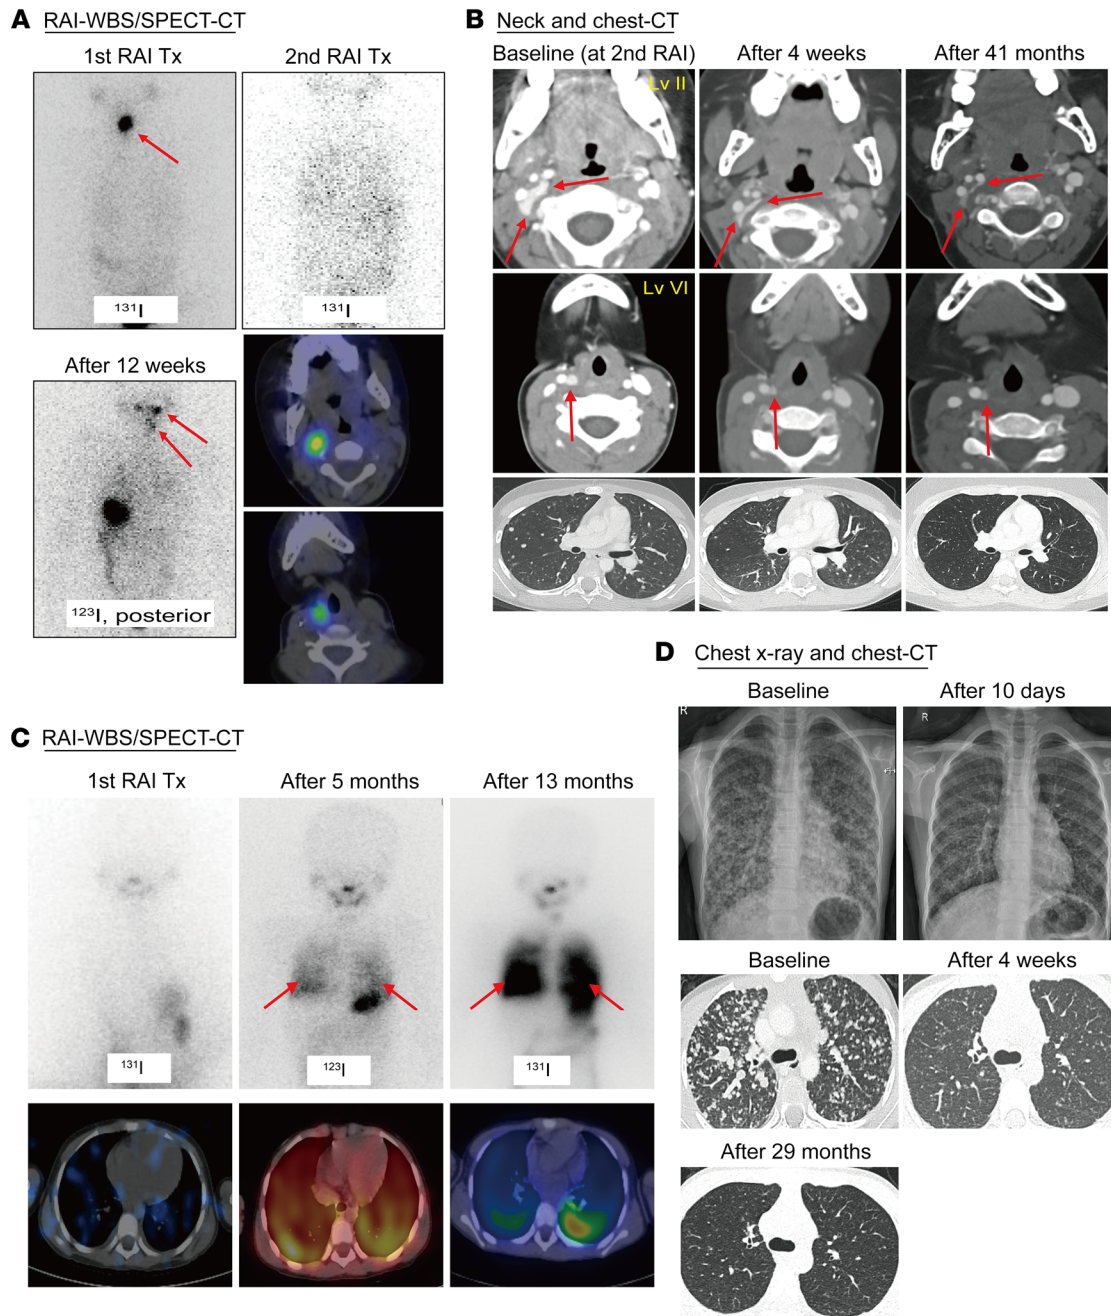 A RAI-WBS/SPECT-CT
1st RAI Tx
2nd RAI Tx
¹³¹I
¹³¹I
After 12 weeks
¹²³I, posterior
B Neck and chest-CT
Baseline (at 2nd RAI)
After 4 weeks
After 41 months
Lv II
Lv VI
C RAI-WBS/SPECT-CT
1st RAI Tx
After 5 months
After 13 months
¹³¹I
¹²³I
¹³¹I
D Chest x-ray and chest-CT
Baseline
After 10 days
R
R
Baseline
After 4 weeks
After 29 months